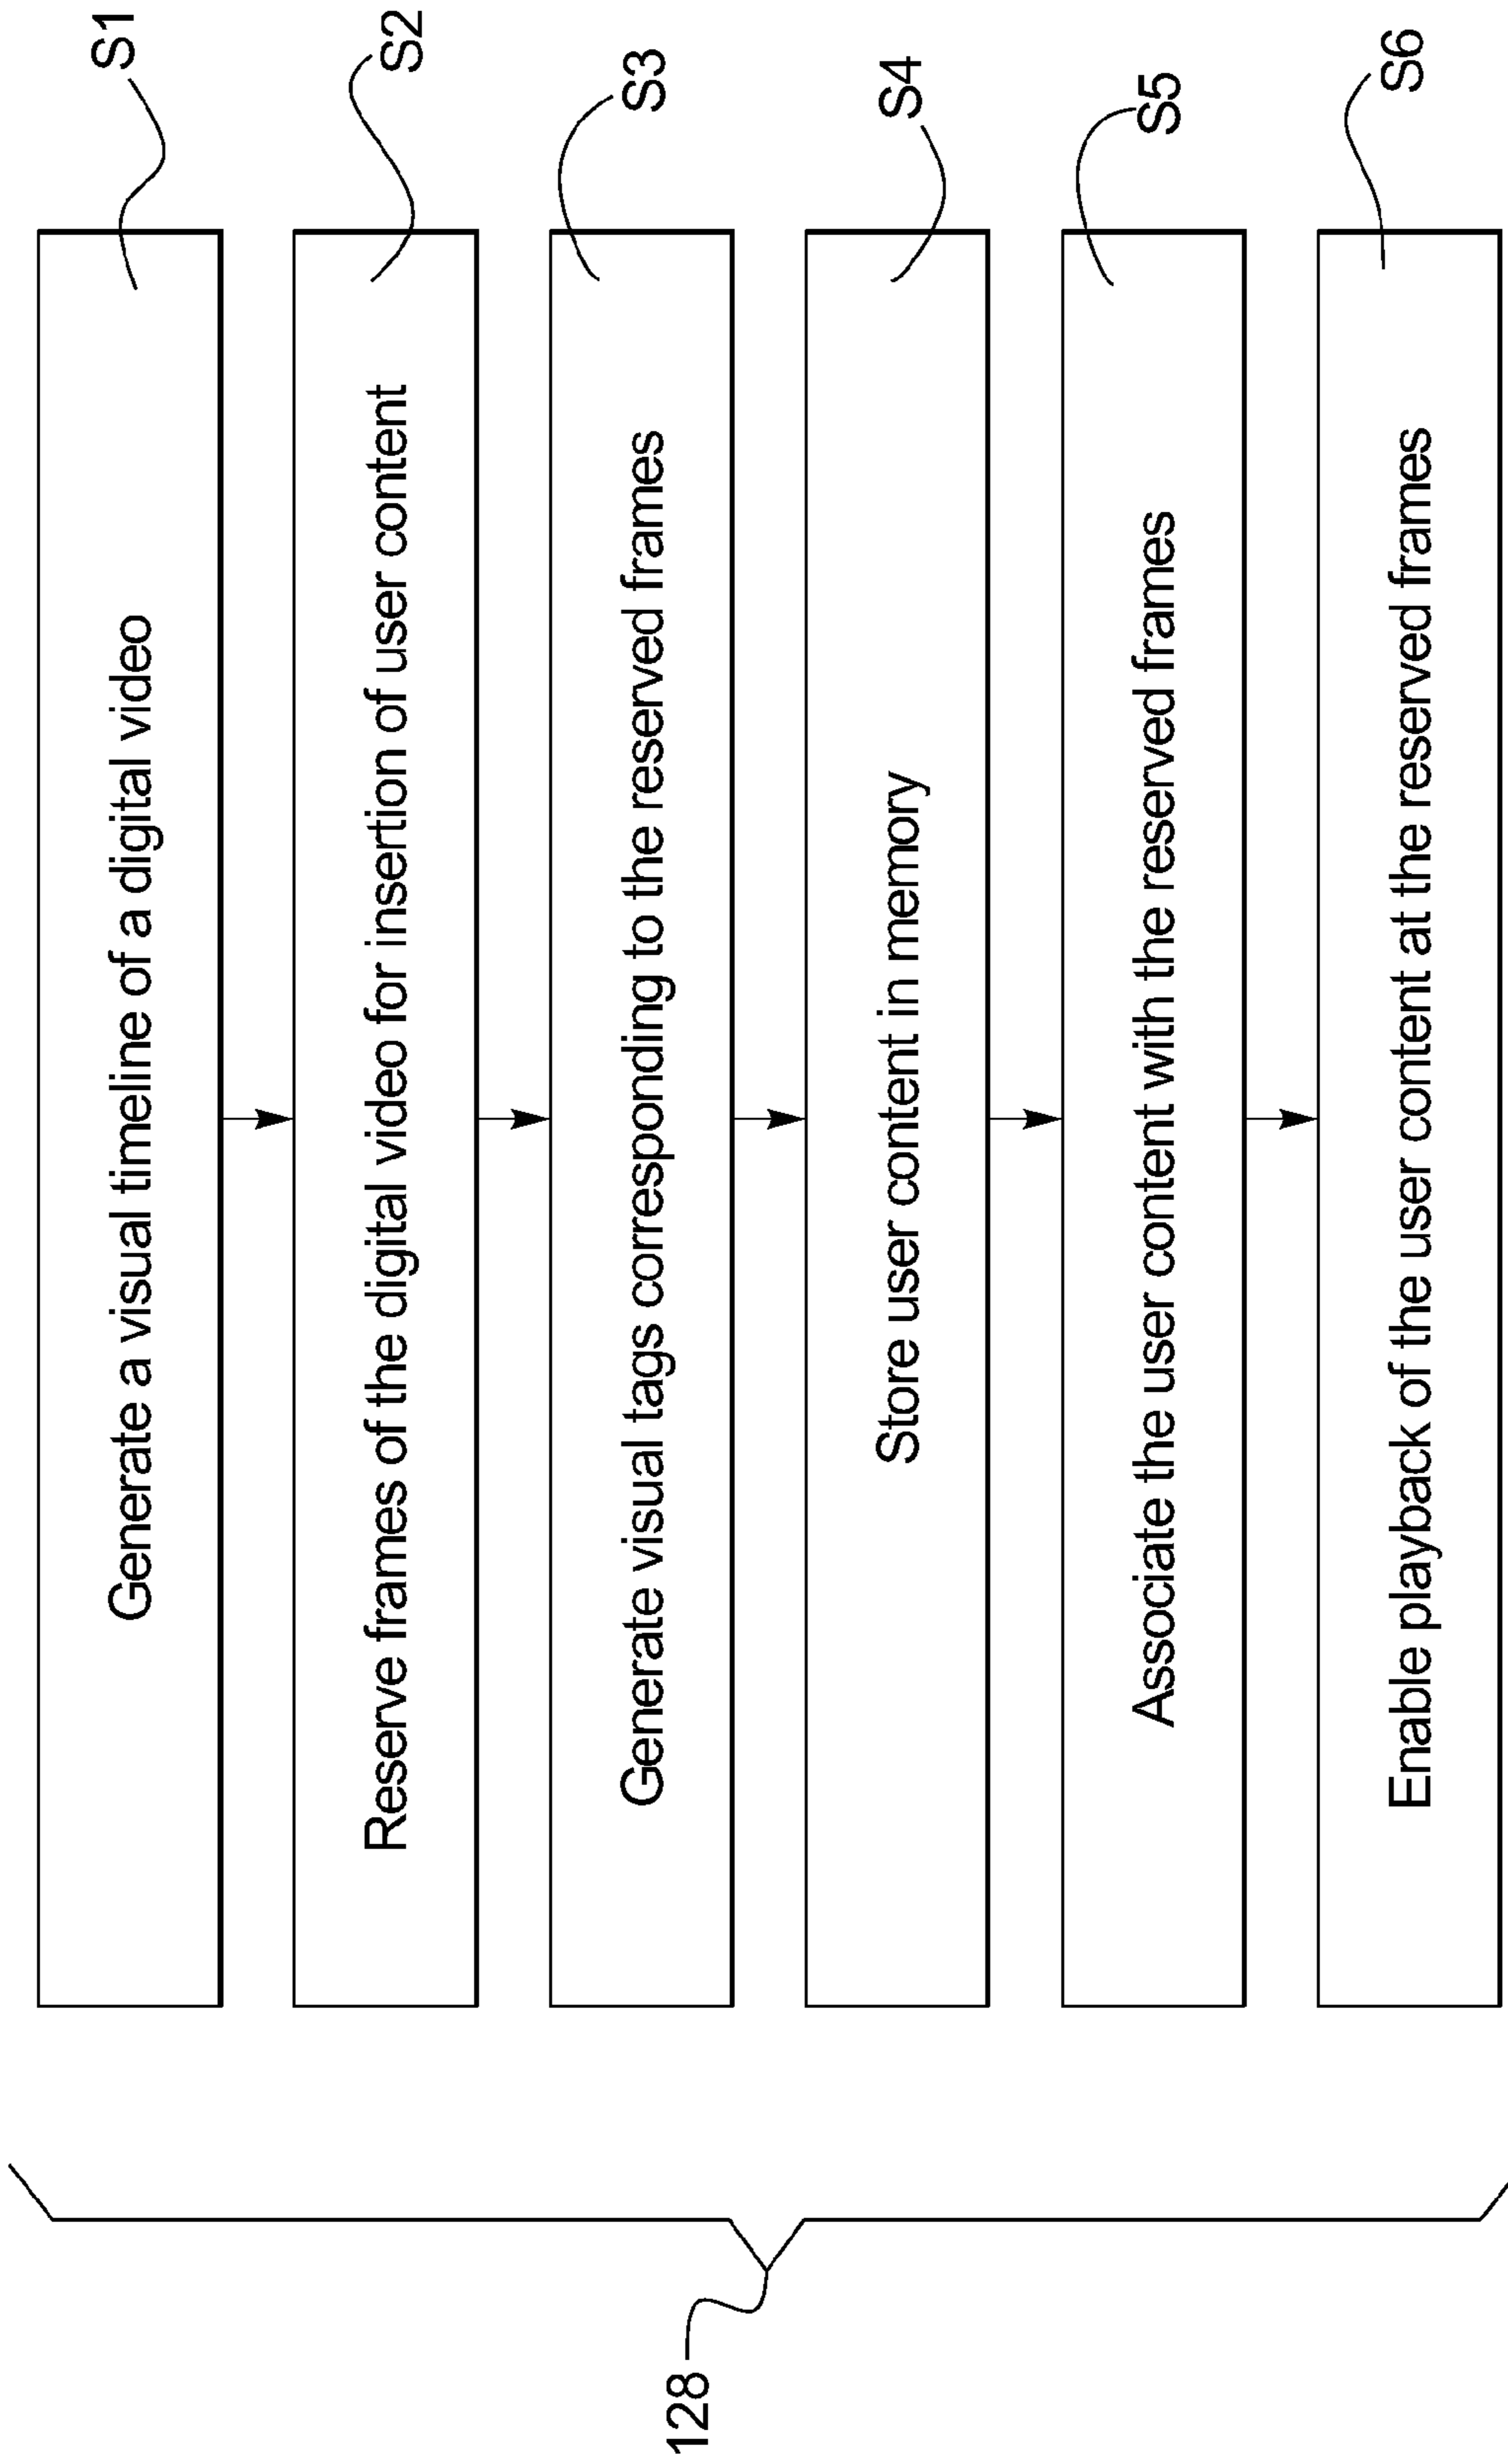 S1
Generate a visual timeline of a digital video
S2
Reserve frames of the digital video for insertion of user content
S3
Generate visual tags corresponding to the reserved frames
S4
Store user content in memory
S5
Associate the user content with the reserved frames
S6
Enable playback of the user content at the reserved frames
128